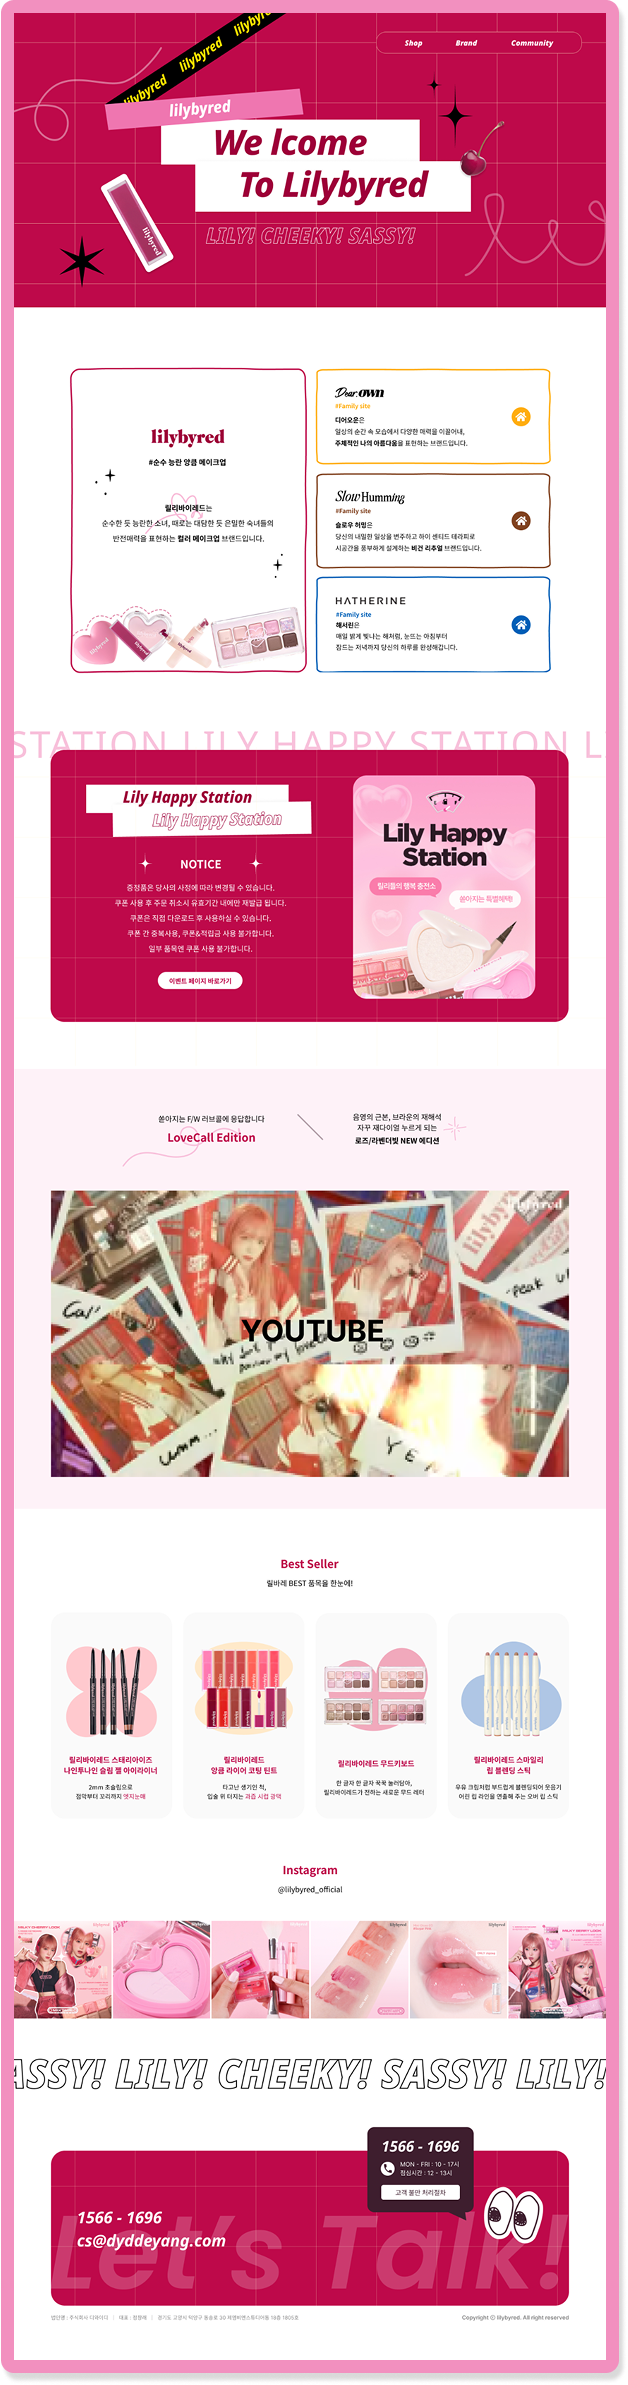 lilybyred
lilybyred
lilybyred
Shop
Brand
Community
lilybyred
We lcome
To Lilybyred
lilybyred
LILY! CHEEKY! SASSY!
lilybyred
#순수 능란 앙큼 메이크업
릴리바이레드는
순수한 듯 능란한 소녀, 때로는 대담한 듯 은밀한 숙녀들의
반전매력을 표현하는 컬러 메이크업 브랜드입니다.
Dear.own
#Family site
디어오운은
일상의 순간 속 모습에서 다양한 매력을 이끌어내,
주체적인 나의 아름다움을 표현하는 브랜드입니다.
Slow Humming
#Family site
슬로우 허밍은
당신의 내밀한 일상을 변주하고 하이 센티드 테라피로
시공간을 풍부하게 설계하는 비건 리추얼 브랜드입니다.
HATHERINE
#Family site
해서린은
매일 밝게 빛나는 해처럼, 눈뜨는 아침부터
잠드는 저녁까지 당신의 하루를 완성해갑니다.
STATION LILY HAPPY STATION L
Lily Happy Station
Lily Happy Station
NOTICE
증정품은 당사의 사정에 따라 변경될 수 있습니다.
쿠폰 사용 후 주문 취소시 유효기간 내에만 재발급 됩니다.
쿠폰은 직접 다운로드 후 사용하실 수 있습니다.
쿠폰 간 중복사용, 쿠폰&적립금 사용 불가합니다.
일부 품목엔 쿠폰 사용 불가합니다.
이벤트 페이지 바로가기
Lily Happy
Station
릴리들의 행복 충전소
쏟아지는 특별혜택!
쏟아지는 F/W 러브콜에 응답합니다
LoveCall Edition
음영의 근본, 브라운의 재해석
자꾸 재다이얼 누르게 되는
로즈/라벤더빛 NEW 에디션
lilybyred
YOUTUBE
Best Seller
릴바레 BEST 품목을 한눈에!
릴리바이레드 스테리아이즈
나인투나인 슬림 젤 아이라이너
2mm 초슬림으로
점막부터 꼬리까지 엣지눈매
릴리바이레드
앙큼 라이어 코팅 틴트
타고난 생기인 척,
입술 위 터지는 과즙 시럽 광택
릴리바이레드 무드키보드
한 글자 한 글자 꾹꾹 눌러담아,
릴리바이레드가 전하는 새로운 무드 레터
릴리바이레드 스마일리
립 블렌딩 스틱
우유 크림처럼 부드럽게 블렌딩되어 웃음기
어린 립 라인을 연출해 주는 오버 립 스틱
Instagram
@lilybyred_official
ASSY! LILY! CHEEKY! SASSY! LILY!
1566 - 1696
MON - FRI : 10 - 17시
점심시간 : 12 - 13시
고객 불만 처리절차
1566 - 1696
cs@dyddeyang.com
Let's Talk!
Copyright ⓒ lilybyred. All right reserved